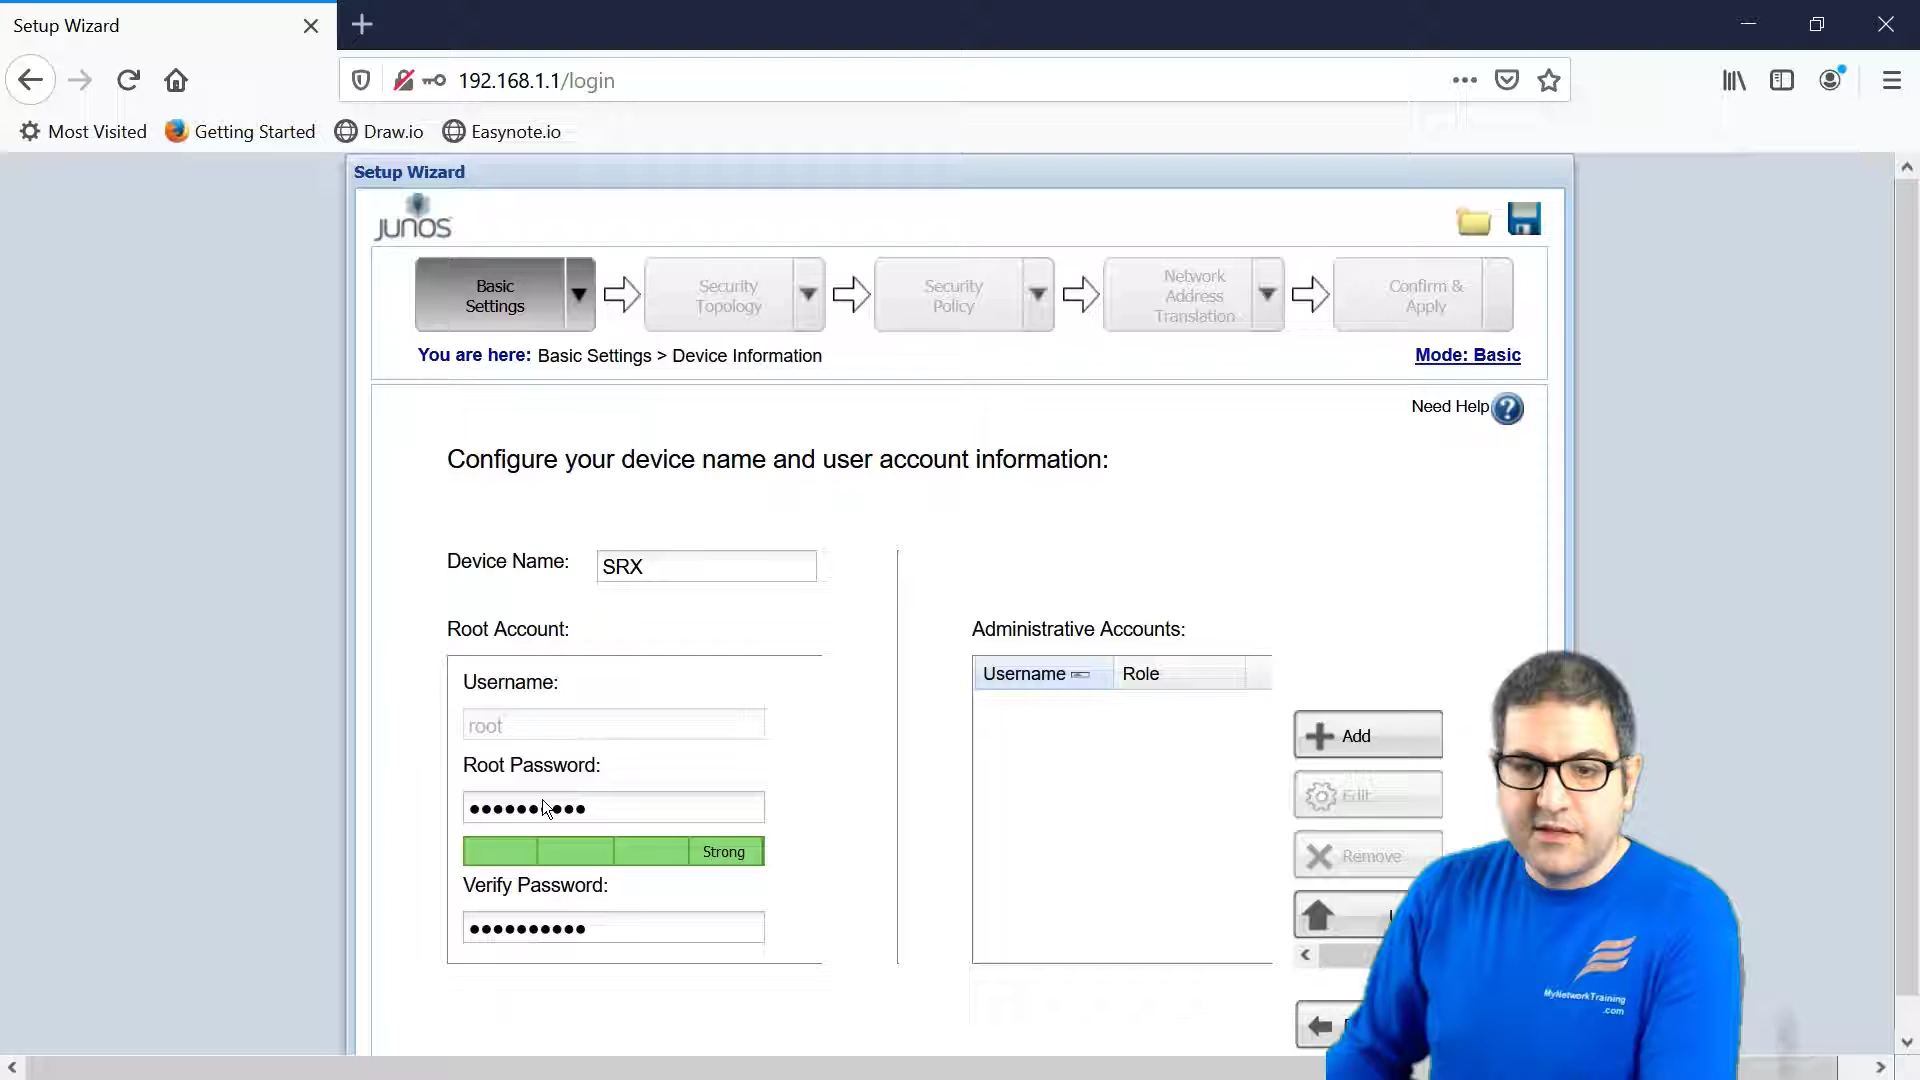 Setup Wizard
192.168.1.1/login
Most Visited
Getting Started
Draw.io
Easynote.io
Setup Wizard
JUNOS
Basic
Settings
Security
Topology
Security
Policy
Network
Address
Translation
Confirm &
Apply
You are here: Basic Settings > Device Information
Mode: Basic
Need Help
?
Configure your device name and user account information:
Device Name:
SRX
Root Account:
Administrative Accounts:
Username:
Username
Role
root
Add
Root Password:
Edit
Strong
Remove
Verify Password:
MyNetworkTraining
.com